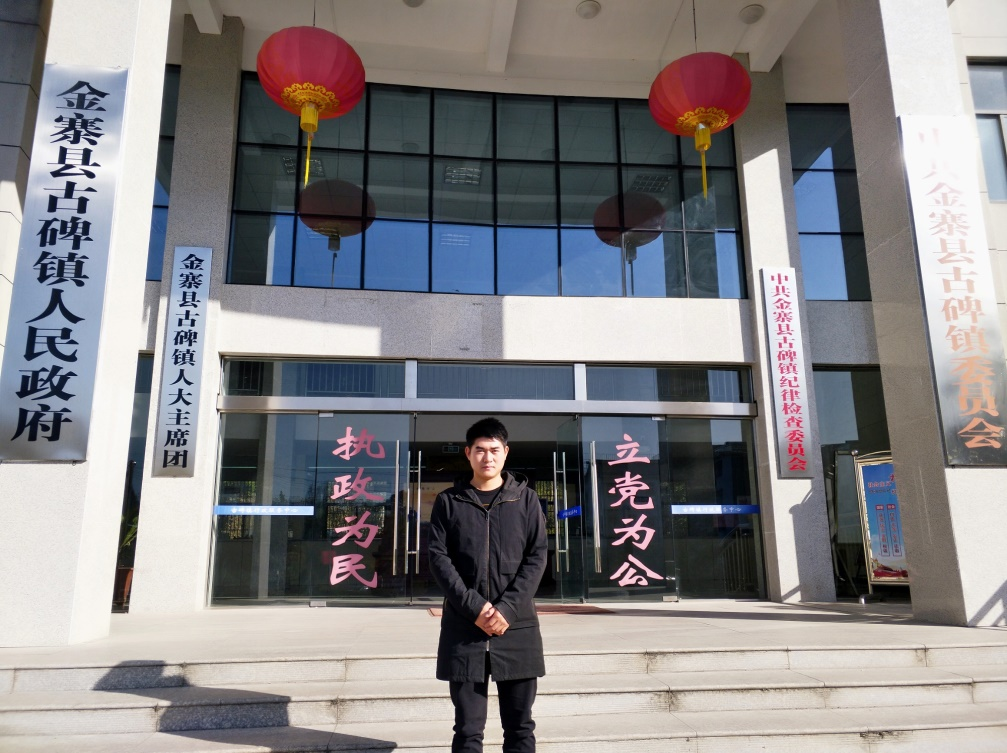 金寨县古碑镇人民政府
金寨县古碑镇人大主席团
执政为民
立党为公
中共金寨县古碑镇纪律检查委员会
中共金寨县古碑镇委员会